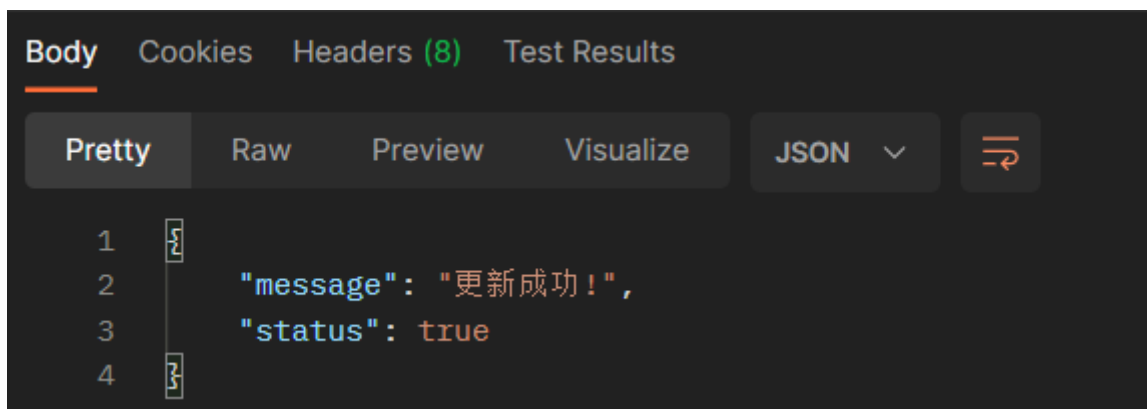 Body Cookies Headers (8) Test Results
Pretty Raw Preview Visualize JSON
1 {
2 "message": "更新成功!",
3 "status": true
4 }